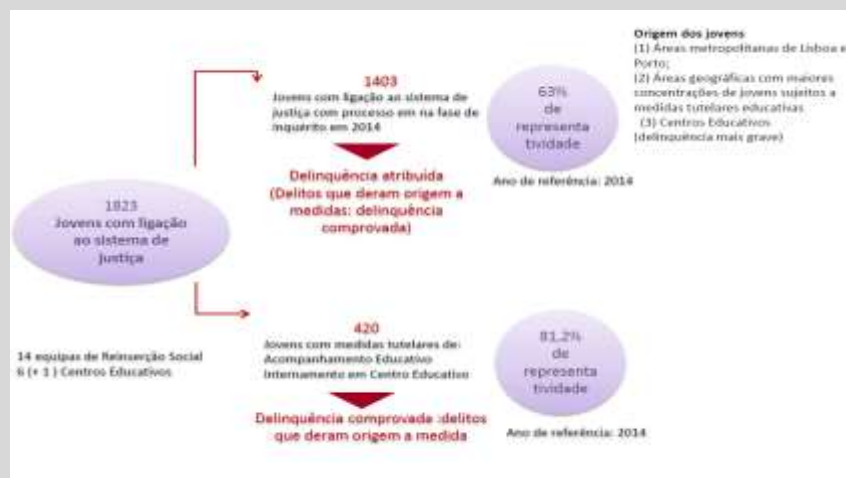 1823
Jovens com ligação
ao sistema de
justiça
14 equipas de Reinserção Social
6 (+ 1 ) Centros Educativos
1403
Jovens com ligação ao sistema de
justiça com processo em na fase de
inquérito em 2014
Delinquência atribuída
(Delitos que deram origem a
medidas: delinquência
comprovada)
63%
de
representa
tividade
Ano de referência: 2014
Origem dos jovens
(1) Áreas metropolitanas de Lisboa e
Porto;
(2) Áreas geográficas com maiores
concentrações de jovens sujeitos a
medidas tutelares educativas
(3) Centros Educativos
(delinquência mais grave)
420
Jovens com medidas tutelares de:
Acompanhamento Educativo
Internamento em Centro Educativo
Delinquência comprovada :delitos
que deram origem a medida
81,2%
de
representa
tividade
Ano de referência: 2014